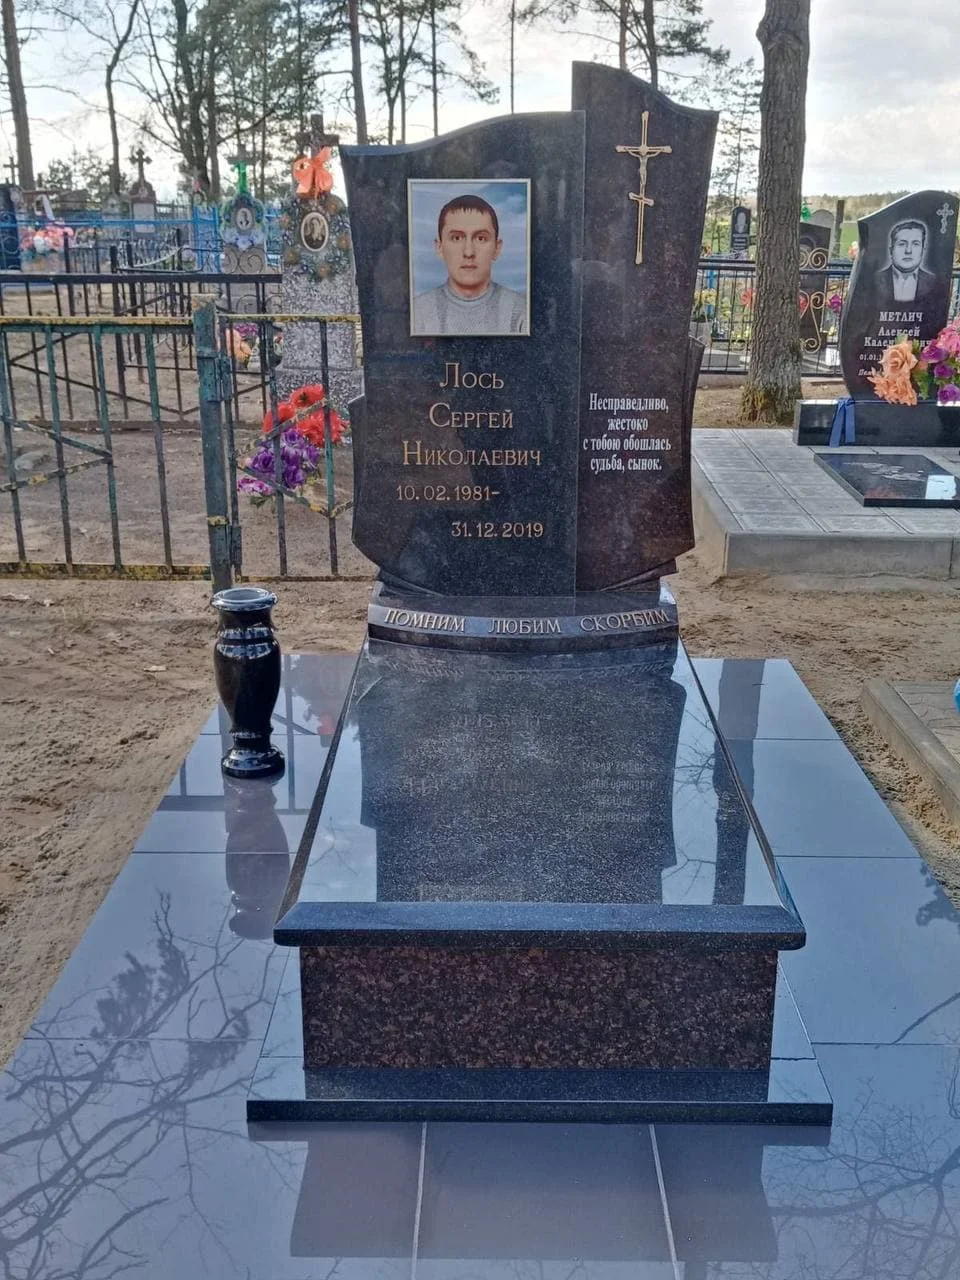 Лось
Сергей
Николаевич
10.02.1981-
31.12.2019
Несправедливо,
жестоко
с тобою обошлась
судьба, сынок.
ПОМНИМ ЛЮБИМ СКОРБИМ
МЕТЛИЧ
Алексей